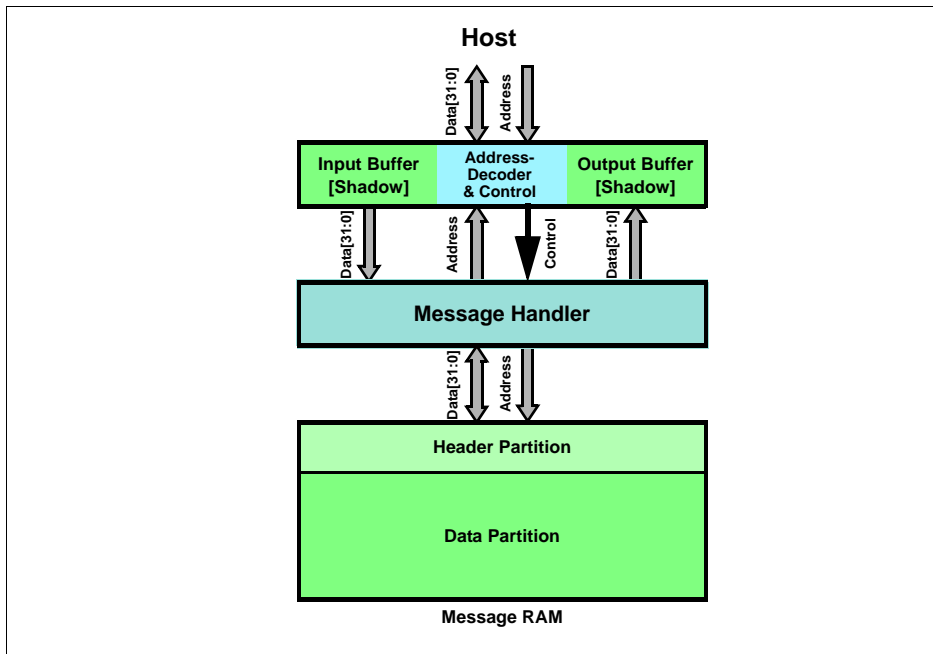 Host
Data[31:0]
Address
Input Buffer
[Shadow]
Address-
Decoder
& Control
Output Buffer
[Shadow]
Data[31:0]
Address
Control
Data[31:0]
Message Handler
Data[31:0]
Address
Header Partition
Data Partition
Message RAM